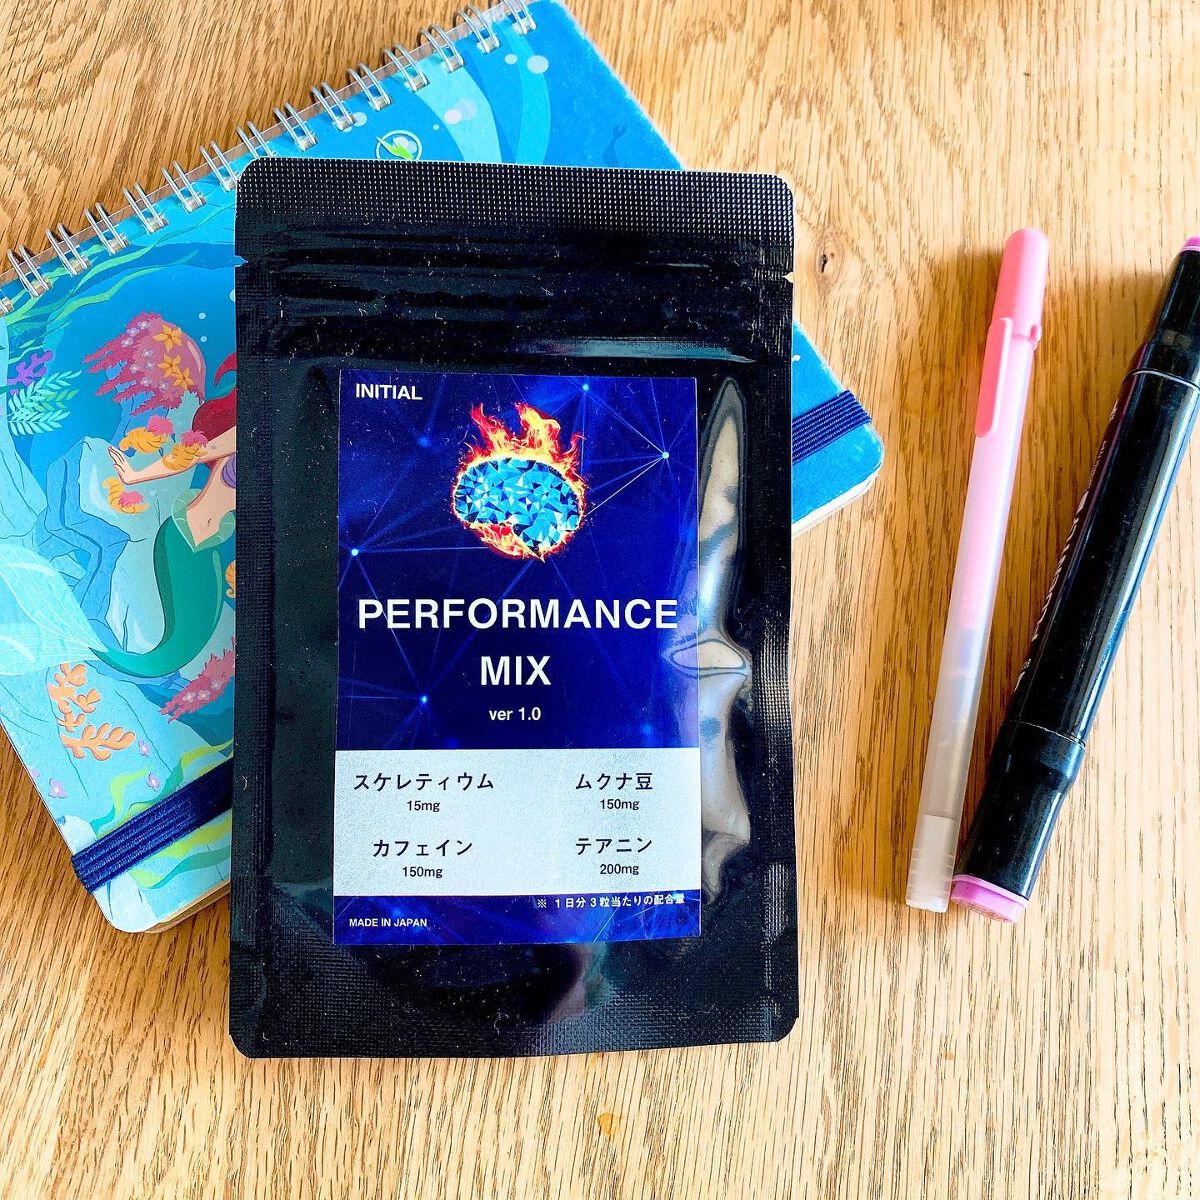 INITIAL
PERFORMANCE
MIX
ver 1.0
スケレティウム
15mg
ムクナ豆
150mg
カフェイン
150mg
テアニン
200mg
※ 1日分3粒当たりの配合量
MADE IN JAPAN